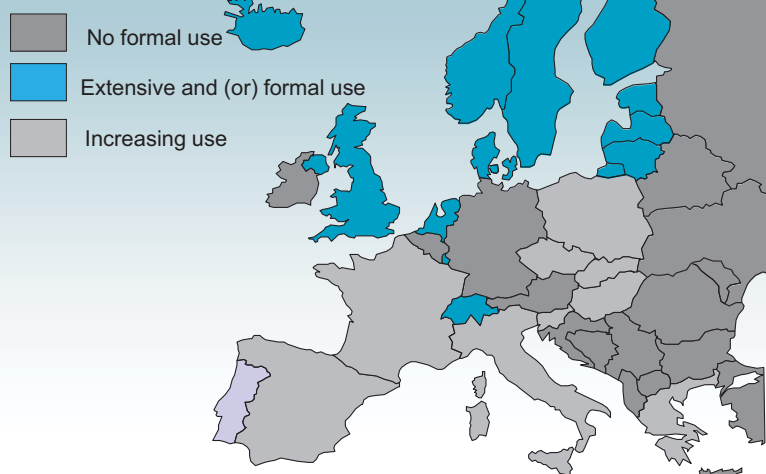 No formal use
Extensive and (or) formal use
Increasing use